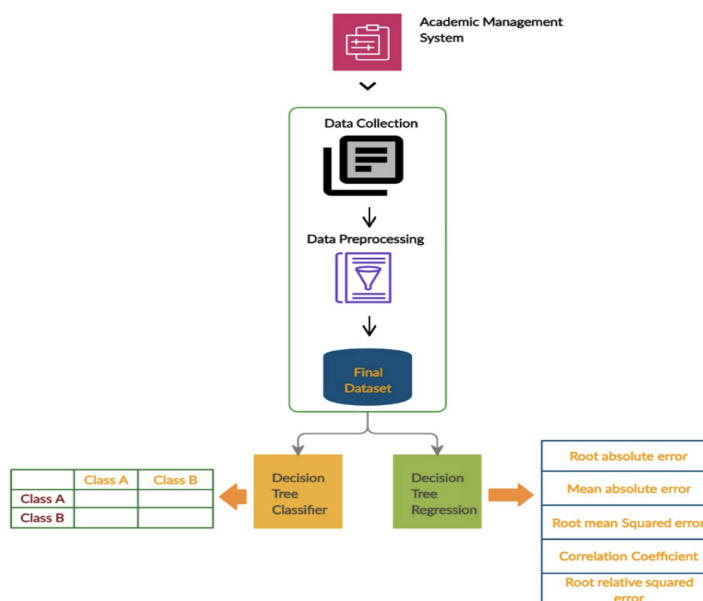 Academic Management
System
Data Collection
Data Preprocessing
Final
Dataset
Class A Class B
Class A
Class B
Decision
Tree
Classifier
Decision
Tree
Regression
Root absolute error
Mean absolute error
Root mean Squared error
Correlation Coefficient
Root relative squared
error